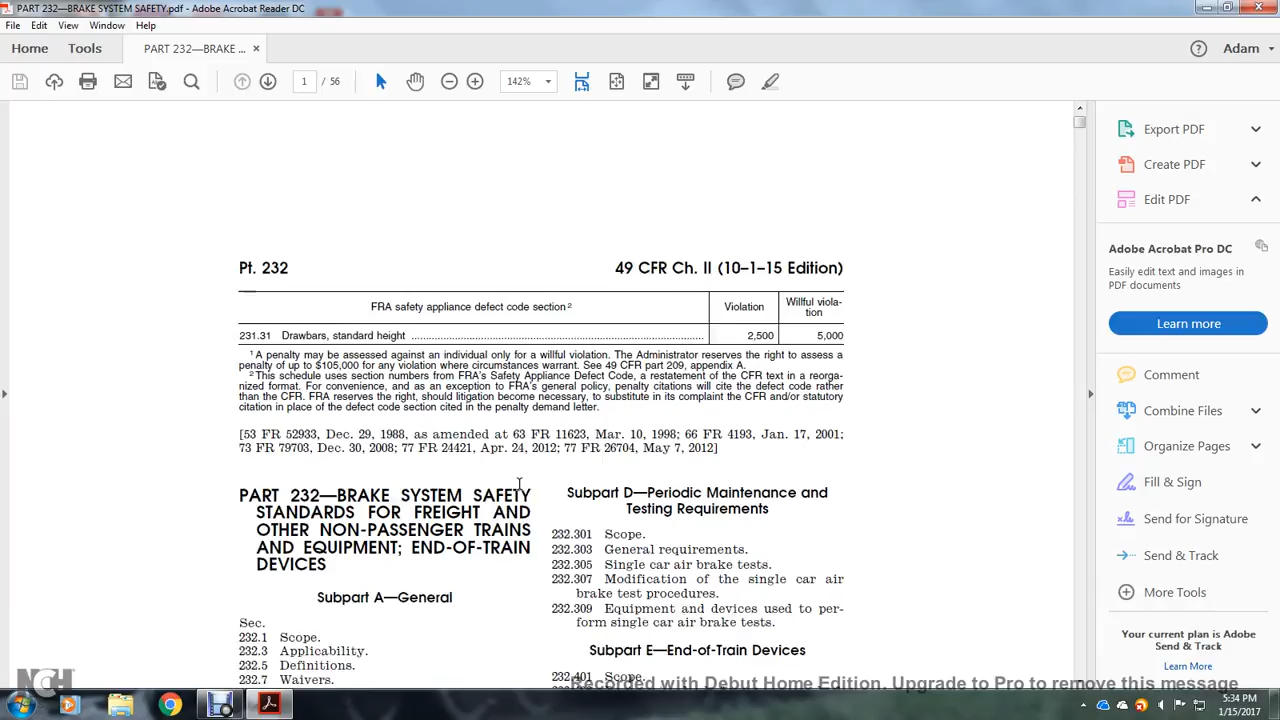 PART 232—BRAKE SYSTEM SAFETY.pdf - Adobe Acrobat Reader DC
File Edit View Window Help
Home Tools PART 232—BRAKE ... × Adam
1 / 56 142%
Pt. 232 49 CFR Ch. II (10–1–15 Edition)
FRA safety appliance defect code section 2 Violation Willful viola-
tion
231.31 Drawbars, standard height ........................................................ 2,500 5,000
1 A penalty may be assessed against an individual only for a willful violation. The Administrator reserves the right to assess a
penalty of up to $105,000 for any violation where circumstances warrant. See 49 CFR part 209, appendix A.
2 This schedule uses section numbers from FRA's Safety Appliance Defect Code, a restatement of the CFR text in a reorga-
nized format. For convenience, and as an exception to FRA's general policy, penalty citations will cite the defect code rather
than the CFR. FRA reserves the right, should litigation become necessary, to substitute in its complaint the CFR and/or statutory
citation in place of the defect code section cited in the penalty demand letter.
[53 FR 52933, Dec. 29, 1988, as amended at 63 FR 11623, Mar. 10, 1998; 66 FR 4193, Jan. 17, 2001;
73 FR 79703, Dec. 30, 2008; 77 FR 24421, Apr. 24, 2012; 77 FR 26704, May 7, 2012]
PART 232—BRAKE SYSTEM SAFETY
STANDARDS FOR FREIGHT AND
OTHER NON-PASSENGER TRAINS
AND EQUIPMENT; END-OF-TRAIN
DEVICES
Subpart A—General
Sec.
232.1 Scope.
232.3 Applicability.
232.5 Definitions.
232.7 Waivers.
Subpart D—Periodic Maintenance and
Testing Requirements
232.301 Scope.
232.303 General requirements.
232.305 Single car air brake tests.
232.307 Modification of the single car air
brake test procedures.
232.309 Equipment and devices used to per-
form single car air brake tests.
Subpart E—End-of-Train Devices
232.401 Scope.
Export PDF
Create PDF
Edit PDF
Adobe Acrobat Pro DC
Easily edit text and images in
PDF documents
Learn more
Comment
Combine Files
Organize Pages
Fill & Sign
Send for Signature
Send & Track
More Tools
Your current plan is Adobe
Send & Track
Learn More
NCH
Recorded with Debut Home Edition. Upgrade to Pro to remove this message
5:34 PM
1/15/2017